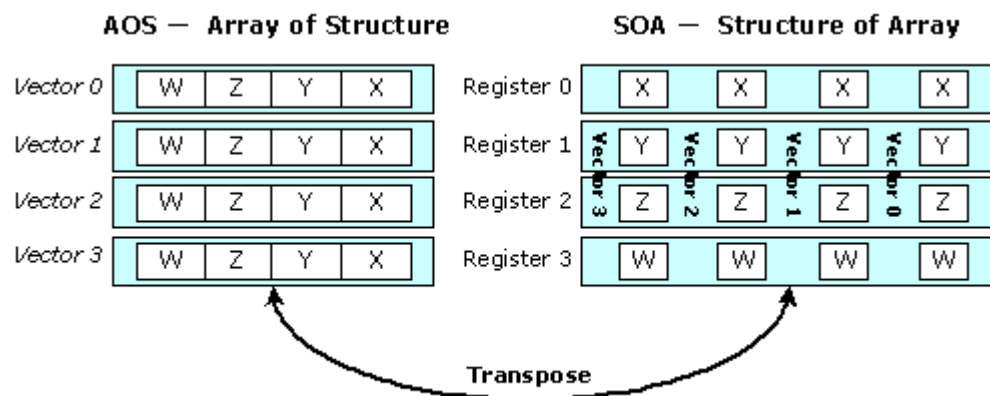 AOS — Array of Structure
SOA — Structure of Array
Vector 0 W Z Y X
Register 0 X X X X
Vector 1 W Z Y X
Register 1 Y Y Y Y
Vector 2 W Z Y X
Register 2 Z Z Z Z
Vector 3 W Z Y X
Register 3 W W W W
Vector 3
Vector 2
Vector 1
Vector 0
Transpose